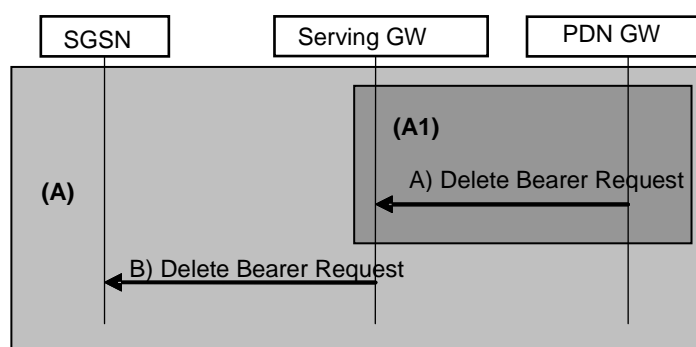 SGSN
Serving GW
PDN GW
(A1)
(A)
A) Delete Bearer Request
B) Delete Bearer Request